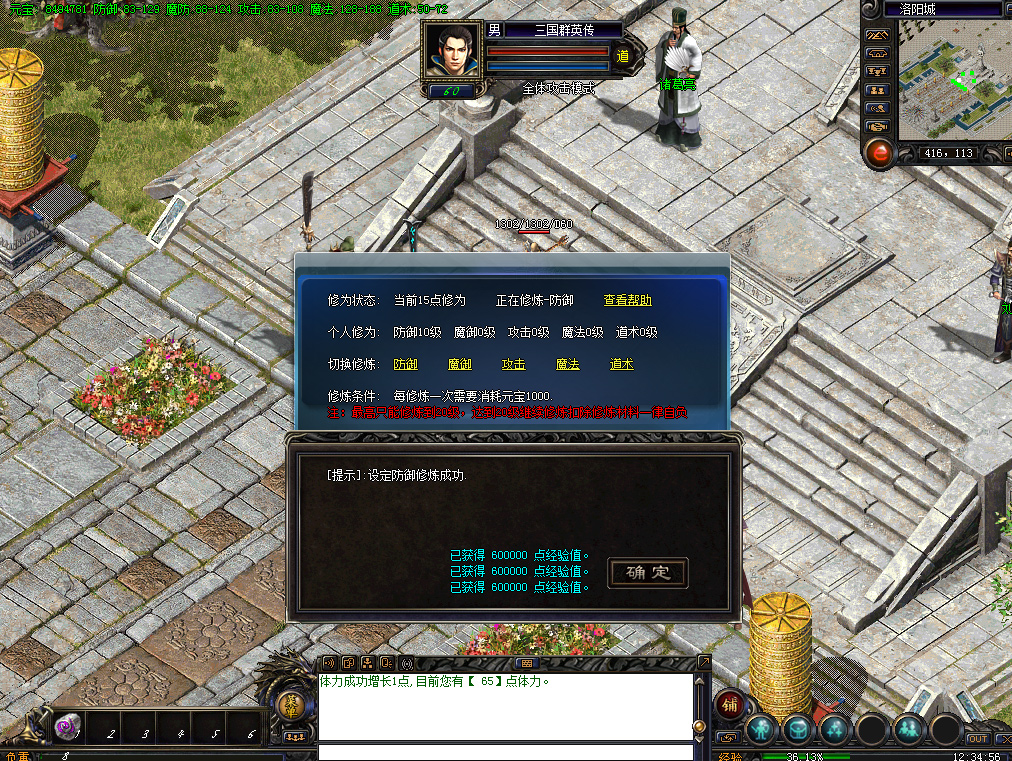 元宝：8494781 防御:83-129 魔防:86-124 攻击:83-108 魔法:128-188 道术:60-72
洛阳城
男 三国群英传
道
60
全体攻击模式
诸葛亮
416，113
1302/1302/060
修为状态: 当前15点修为 正在修炼-防御 查看帮助
个人修为: 防御10级 魔御0级 攻击0级 魔法0级 道术0级
切换修炼: 防御 魔御 攻击 魔法 道术
修炼条件: 每修炼一次需要消耗元宝1000.
[提示]:设定防御修炼成功.
已获得 600000 点经验值。
已获得 600000 点经验值。
已获得 600000 点经验值。
确定
体力成功增长1点,目前您有【 65】点体力。
铺
1 2 3 4 5 6
OUT
负重 8
经验 36.13%
12:34:56